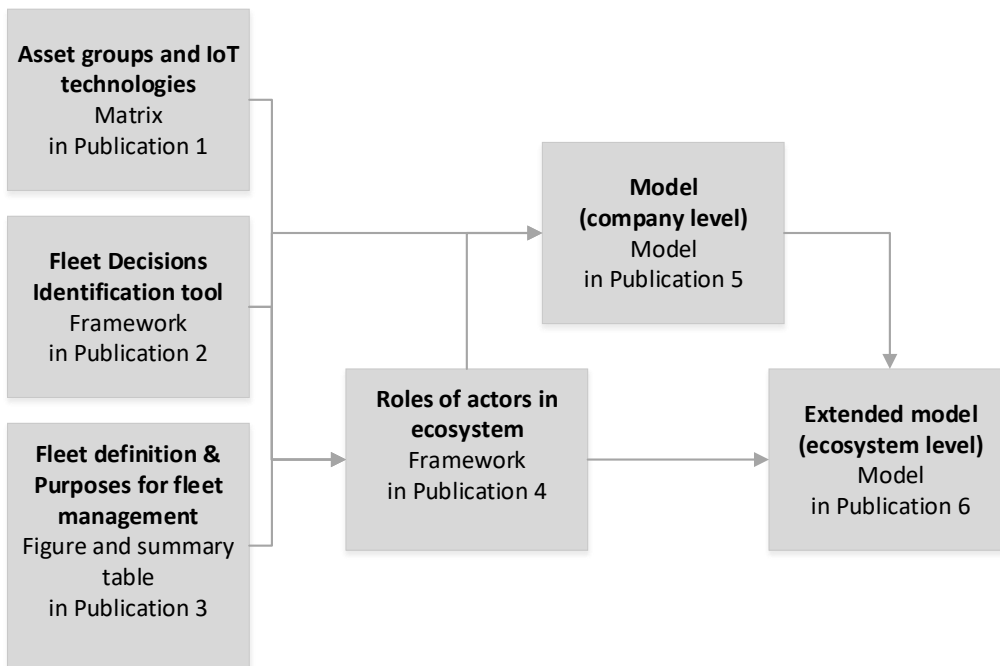 Asset groups and IoT
technologies
Matrix
in Publication 1
Fleet Decisions
Identification tool
Framework
in Publication 2
Fleet definition &
Purposes for fleet
management
Figure and summary
table
in Publication 3
Roles of actors in
ecosystem
Framework
in Publication 4
Model
(company level)
Model
in Publication 5
Extended model
(ecosystem level)
Model
in Publication 6